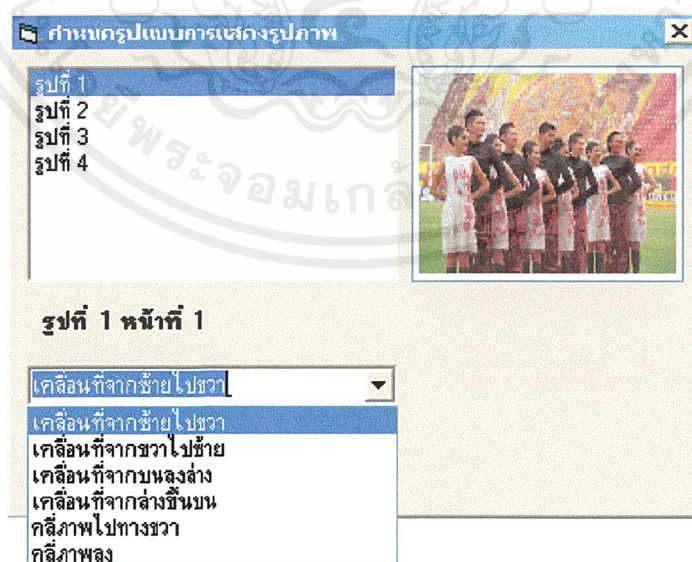 กำหนดรูปแบบการแสดงรูปภาพ
รูปที่ 1
รูปที่ 2
รูปที่ 3
รูปที่ 4
รูปที่ 1 หน้าที่ 1
เคลื่อนที่จากซ้ายไปขวา
เคลื่อนที่จากซ้ายไปขวา
เคลื่อนที่จากขวาไปซ้าย
เคลื่อนที่จากบนลงล่าง
เคลื่อนที่จากล่างขึ้นบน
คลี่ภาพไปทางขวา
คลี่ภาพลง